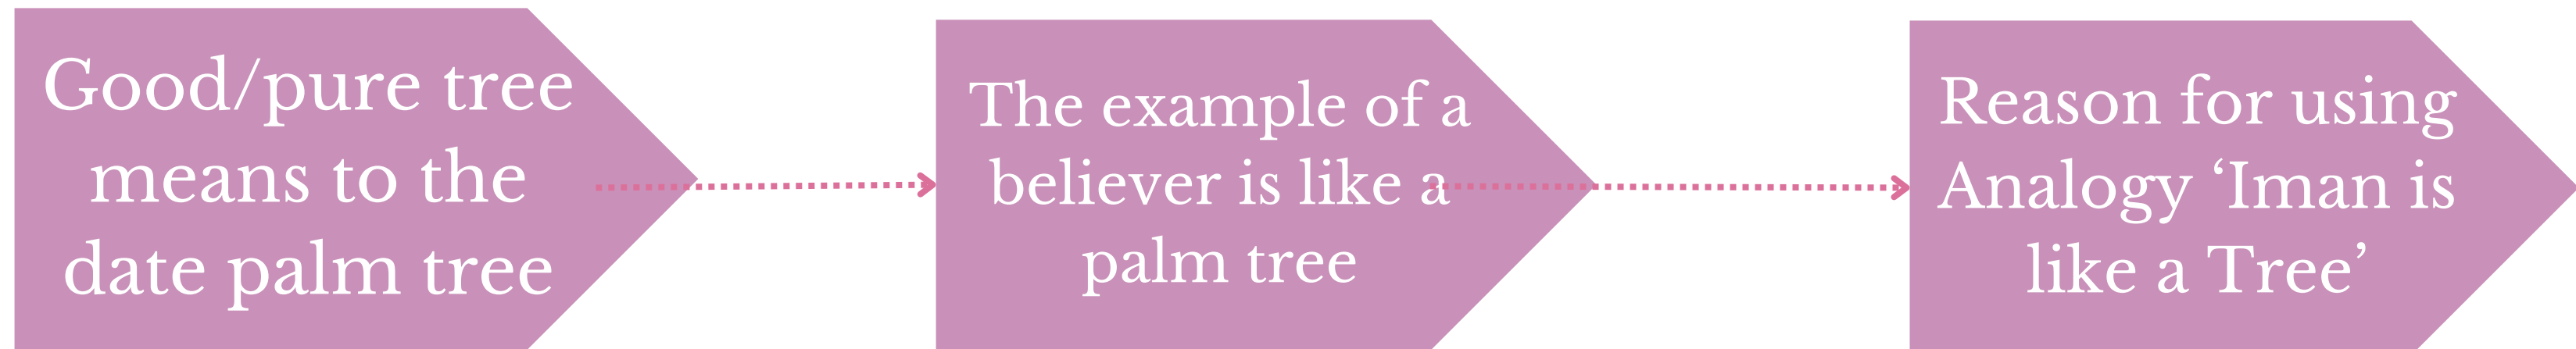 Good/pure tree
means to the
date palm tree
The example of a
believer is like a
palm tree
Reason for using
Analogy ‘Iman is
like a Tree’